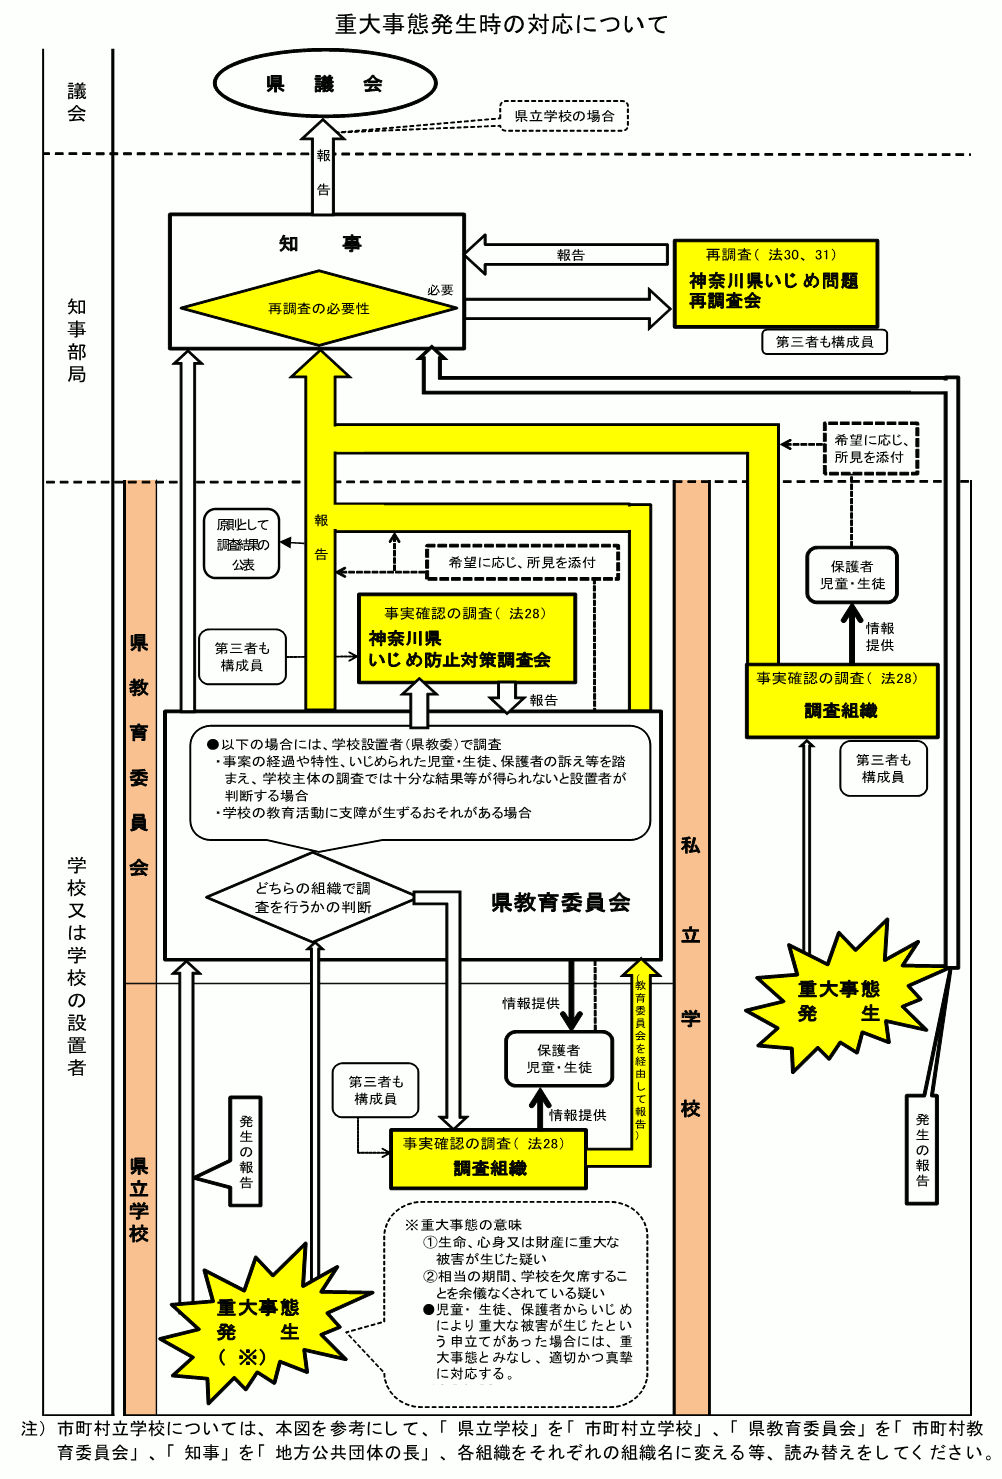 重大事態発生時の対応について
議会
県 議 会
県立学校の場合
報告
知事部局
知 事
再調査の必要性
必要
報告
再調査( 法30、31)
神奈川県いじめ問題
再調査会
第三者も構成員
希望に応じ、
所見を添付
保護者
児童・生徒
情報
提供
事実確認の調査( 法28)
調査組織
第三者も
構成員
学校又は学校の設置者
県教育委員会
原則として
調査結果の
公表
報告
希望に応じ、所見を添付
事実確認の調査( 法28)
神奈川県
いじめ防止対策調査会
第三者も
構成員
報告
●以下の場合には、学校設置者(県教委)で調査
・事案の経過や特性、いじめられた児童・生徒、保護者の訴え等を踏
まえ、学校主体の調査では十分な結果等が得られないと設置者が
判断する場合
・学校の教育活動に支障が生ずるおそれがある場合
どちらの組織で調
査を行うかの判断
県教育委員会
私立学校
重大事態
発 生
発生の報告
情報提供
保護者
児童・生徒
情報提供
(教育委員会を経由して報告)
第三者も
構成員
事実確認の調査( 法28)
調査組織
県立学校
発生の報告
重大事態
発 生
( ※)
※重大事態の意味
①生命、心身又は財産に重大な
被害が生じた疑い
②相当の期間、学校を欠席するこ
とを余儀なくされている疑い
●児童・ 生徒、保護者からいじめ
により重大な被害が生じたとい
う申立てがあった場合には、重
大事態とみなし、適切かつ真摯
に対応する。
注) 市町村立学校については、本図を参考にして、「 県立学校」を「 市町村立学校」、「 県教育委員会」を「 市町村教
育委員会」、「 知事」を「 地方公共団体の長」、各組織をそれぞれの組織名に変える等、読み替えをしてください。